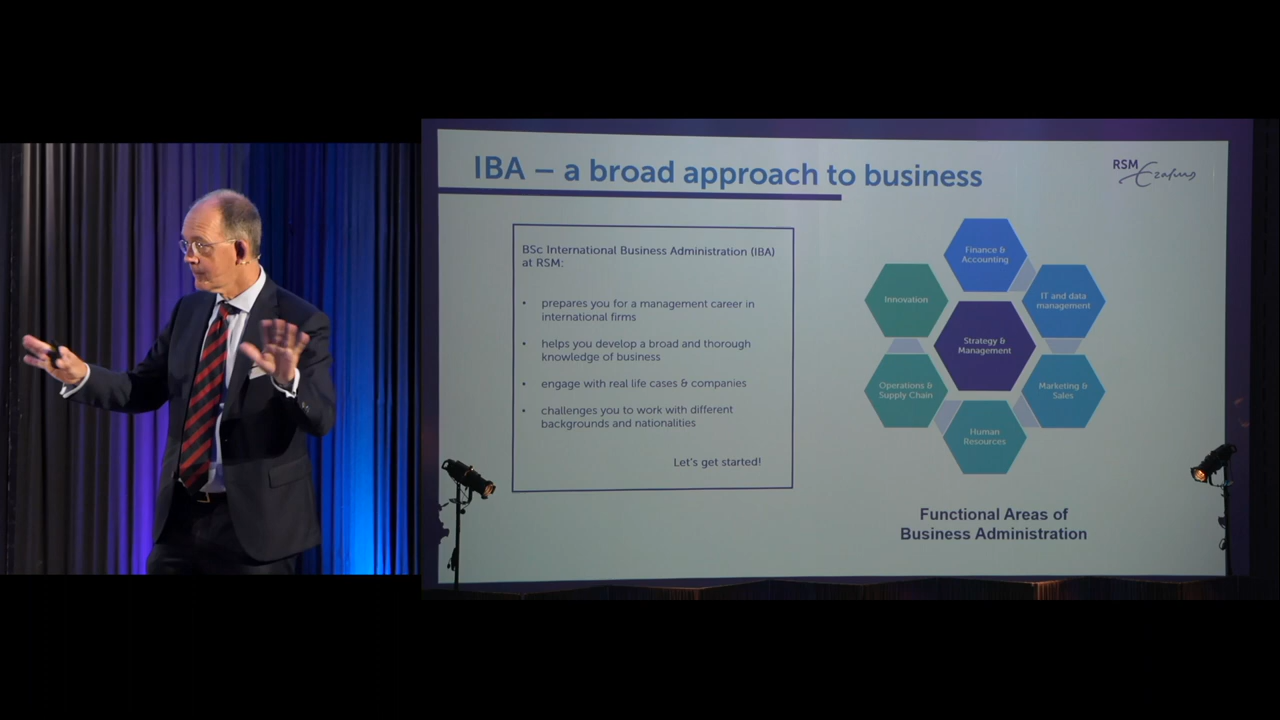 IBA – a broad approach to business
RSM
Erasmus
BSc International Business Administration (IBA)
at RSM:
• prepares you for a management career in
international firms
• helps you develop a broad and thorough
knowledge of business
• engage with real life cases & companies
• challenges you to work with different
backgrounds and nationalities
Let's get started!
Finance &
Accounting
Innovation
IT and data
management
Strategy &
Management
Operations &
Supply Chain
Marketing &
Sales
Human
Resources
Functional Areas of
Business Administration